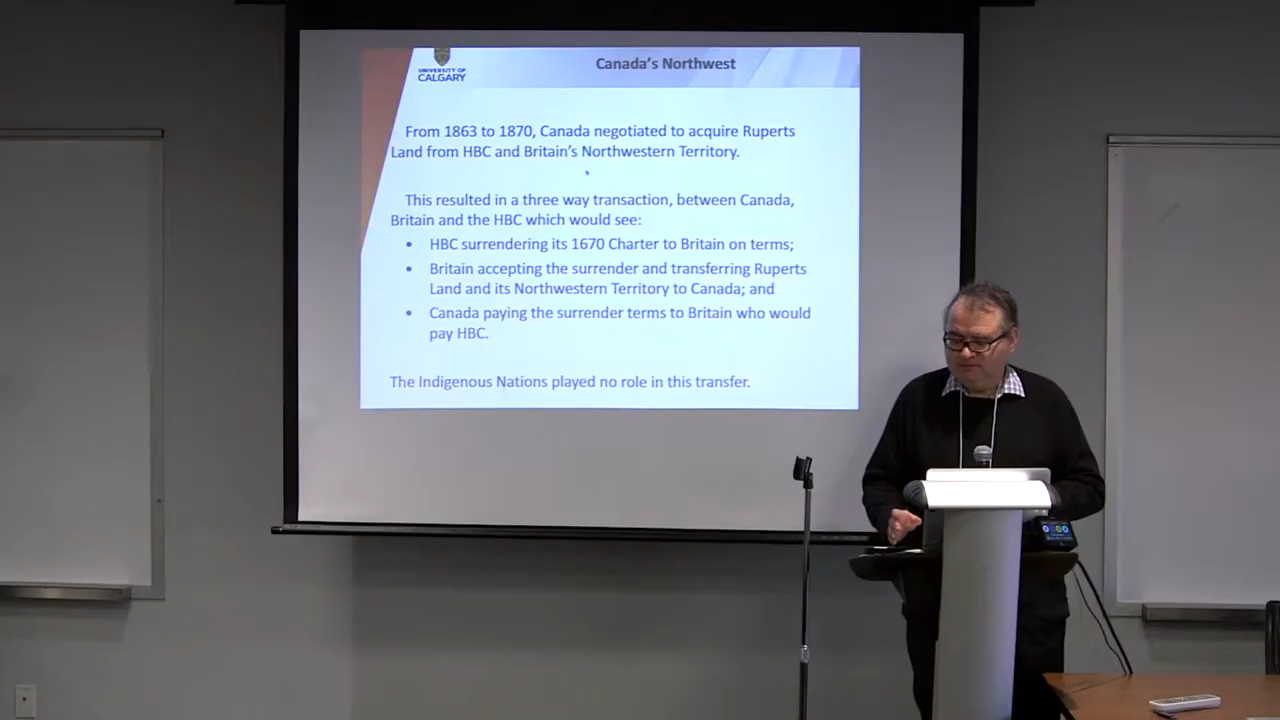 UNIVERSITY OF
CALGARY
Canada's Northwest
From 1863 to 1870, Canada negotiated to acquire Ruperts
Land from HBC and Britain's Northwestern Territory.
This resulted in a three way transaction, between Canada,
Britain and the HBC which would see:
• HBC surrendering its 1670 Charter to Britain on terms;
• Britain accepting the surrender and transferring Ruperts
Land and its Northwestern Territory to Canada; and
• Canada paying the surrender terms to Britain who would
pay HBC.
The Indigenous Nations played no role in this transfer.